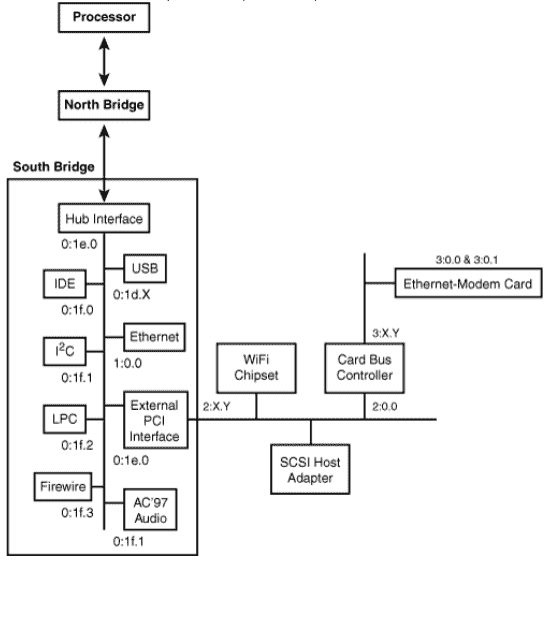 Processor
North Bridge
South Bridge
Hub Interface
0:1e.0
USB
IDE
0:1d.X
0:1f.0
Ethernet
I²C
1:0.0
0:1f.1
External
PCI
Interface
LPC
0:1f.2
0:1e.0
Firewire
0:1f.3
AC'97
Audio
0:1f.1
2:X.Y
WiFi
Chipset
3:0.0 & 3:0.1
Ethernet-Modem Card
3:X.Y
Card Bus
Controller
2:0.0
SCSI Host
Adapter